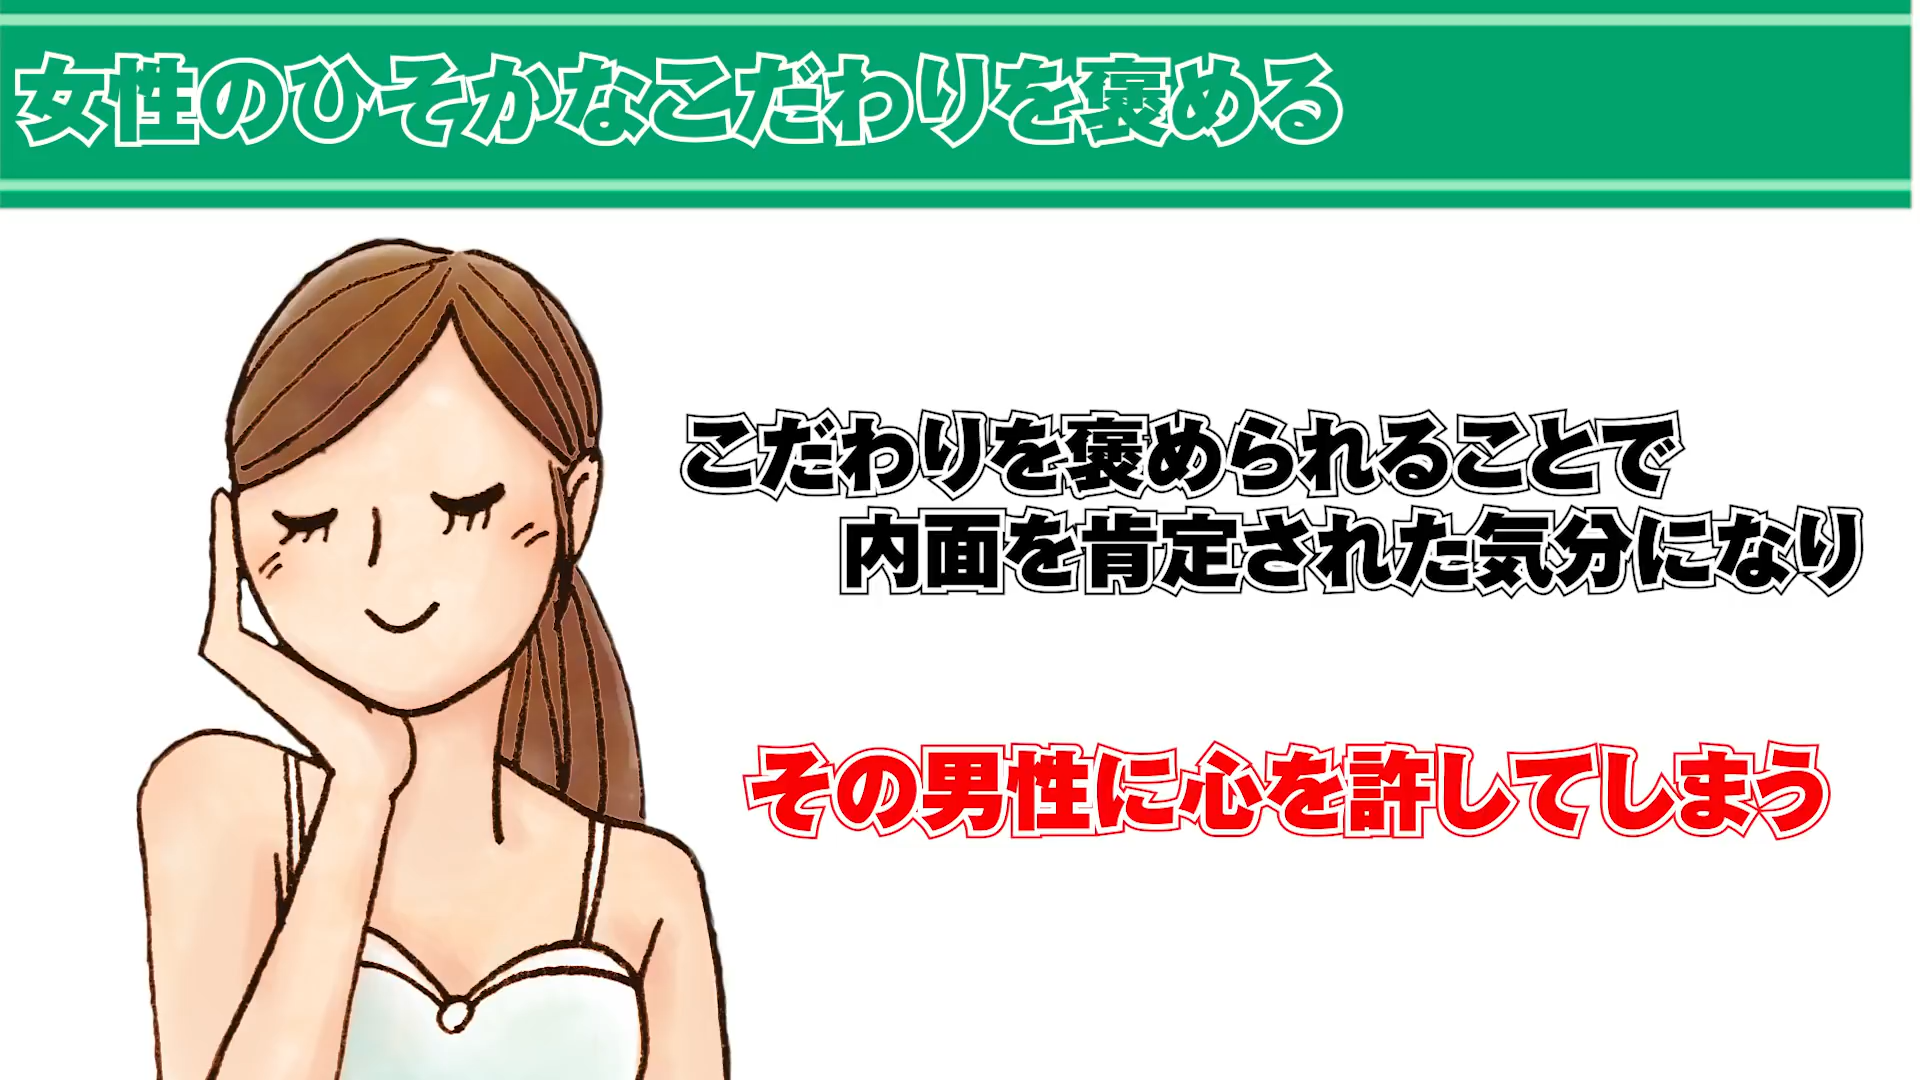 女性のひそかなこだわりを褒める
こだわりを褒められることで
内面を肯定された気分になり
その男性に心を許してしまう